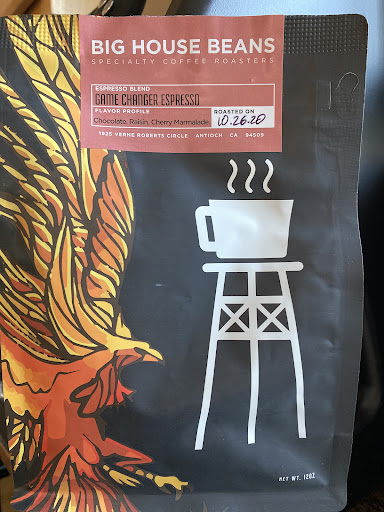 BIG HOUSE BEANS
SPECIALTY COFFEE ROASTERS
ESPRESSO BLEND
GAME CHANGER ESPRESSO
FLAVOR PROFILE
ROASTED ON
Chocolate, Raisin, Cherry Marmalade
10.26.20
1925 VERNE ROBERTS CIRCLE ANTIOCH CA 94509
NET WT. 12OZ